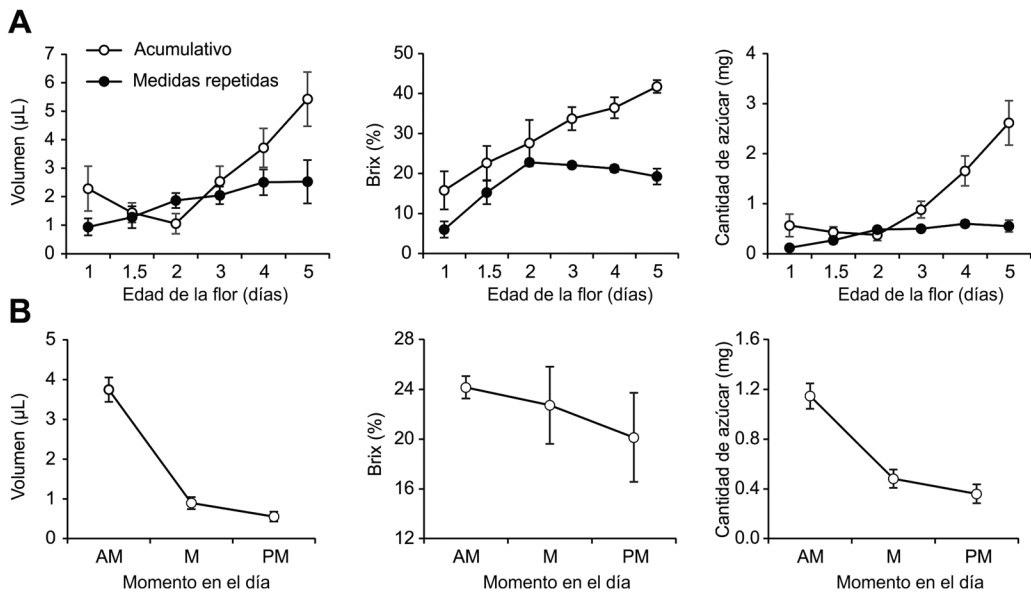 A
Volumen (µL)
7
6
5
4
3
2
1
0
Acumulativo
Medidas repetidas
1 1.5 2 3 4 5
Edad de la flor (días)
Brix (%)
50
40
30
20
10
0
1 1.5 2 3 4 5
Edad de la flor (días)
Cantidad de azúcar (mg)
4
3
2
1
0
1 1.5 2 3 4 5
Edad de la flor (días)
B
Volumen (µL)
5
4
3
2
1
0
AM M PM
Momento en el día
Brix (%)
28
24
20
16
12
AM M PM
Momento en el día
Cantidad de azúcar (mg)
1.6
1.2
0.8
0.4
0.0
AM M PM
Momento en el día